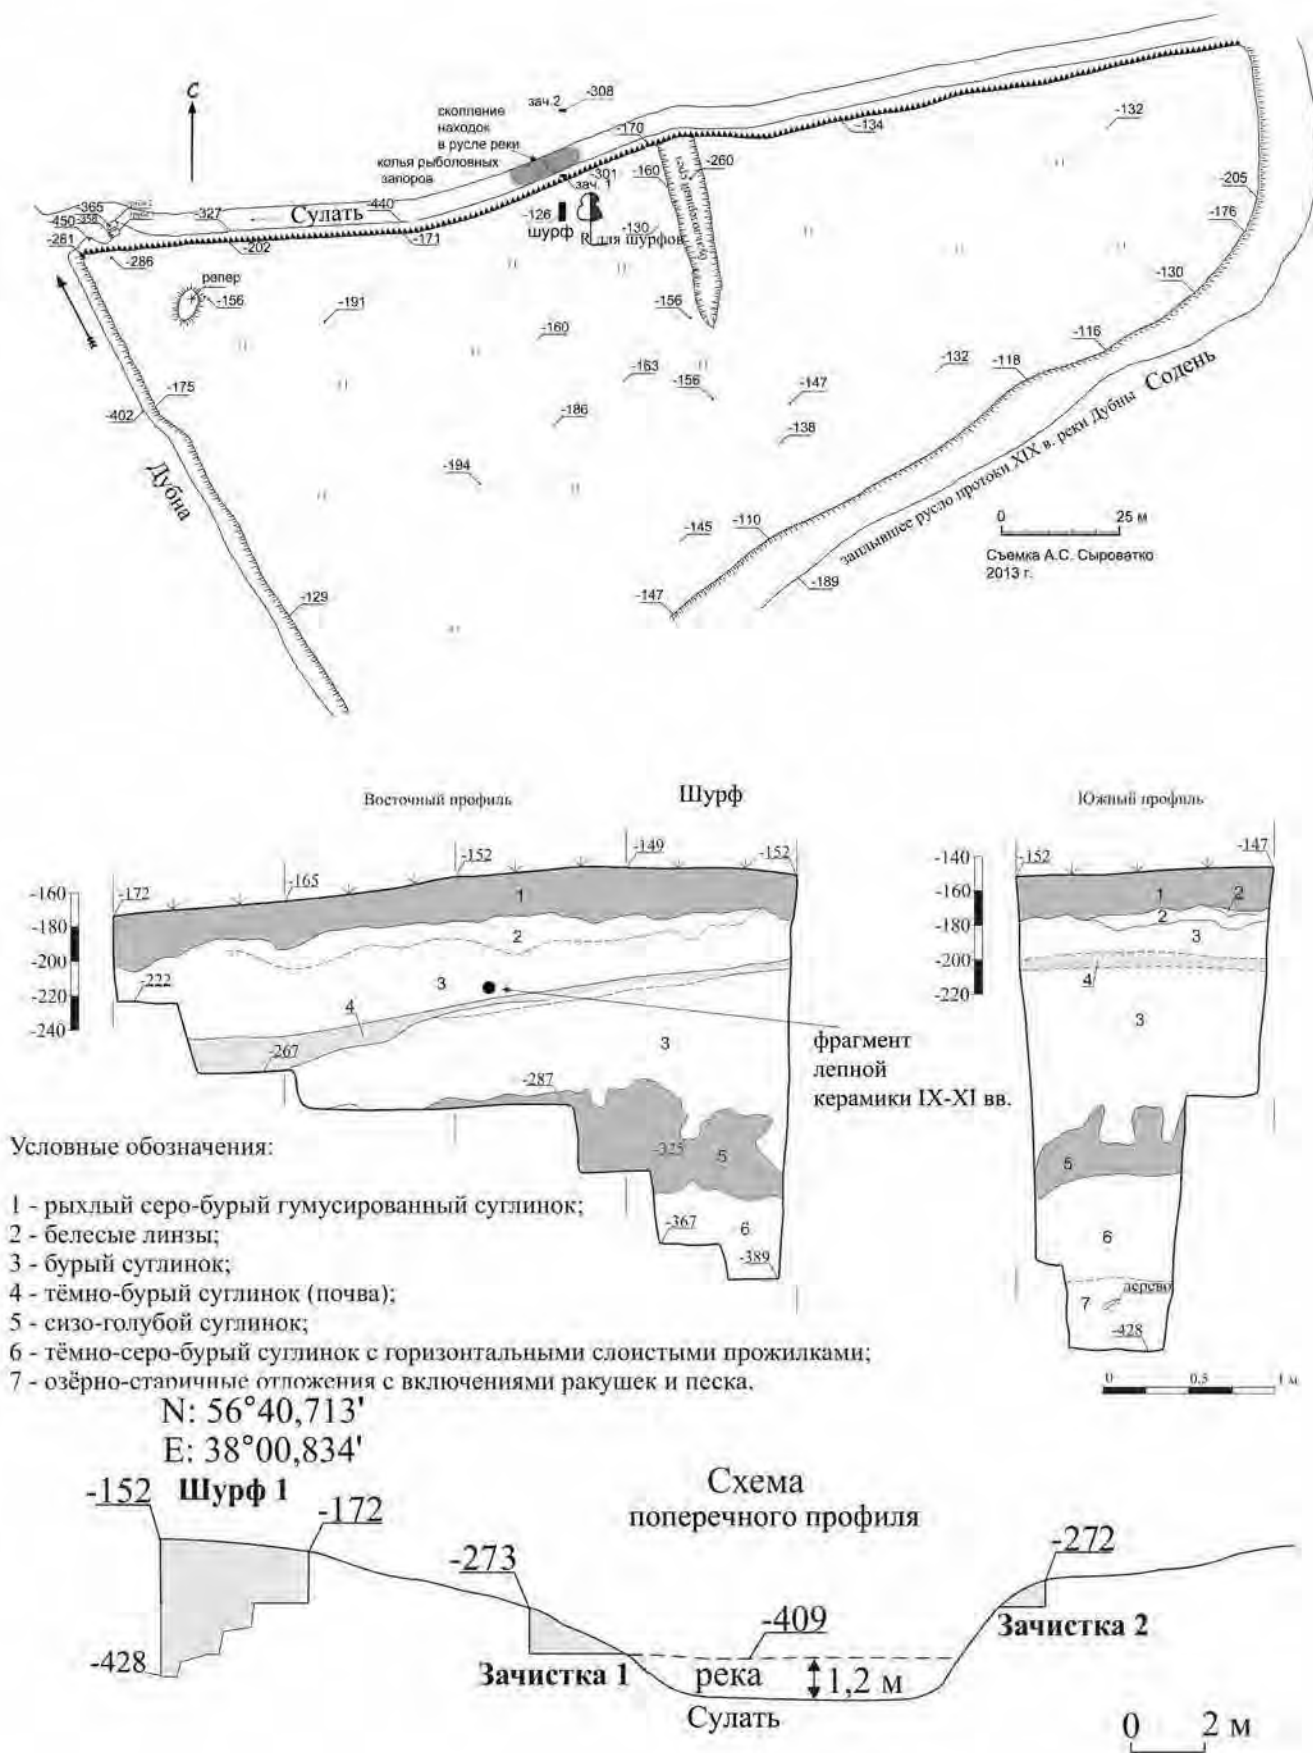 С
скопление
находок
в русле реки
колья рыболовных
запоров
зач.2
-308
-170
-134
-132
-365
-450
-358
-281
-286
-327
Сулать
-440
-202
-171
-301
зач. 1
-126
шурф
R для шурфов
-160
-130
-260
-205
-176
репер
-156
-191
-160
-156
-130
-163
-156
-132
-118
-116
-175
-402
-186
-147
-138
Содень
Дубна
-194
-145
-110
заплывшее русло протоки XIX в. реки Дубны
-189
-147
-129
0 25 м
Съемка А.С. Сыроватко
2013 г.
Восточный профиль
Шурф
Южный профиль
-172
-165
-152
-149
-152
-152
-147
-160
-180
-200
-220
-240
-140
-160
-180
-200
-220
1
2
3
4
3
5
6
-222
-267
-287
-325
-367
-389
1
2
2
3
4
3
5
6
7
дерево
-428
фрагмент
лепной
керамики IX-XI вв.
Условные обозначения:
1 - рыхлый серо-бурый гумусированный суглинок;
2 - белесые линзы;
3 - бурый суглинок;
4 - тёмно-бурый суглинок (почва);
5 - сизо-голубой суглинок;
6 - тёмно-серо-бурый суглинок с горизонтальными слоистыми прожилками;
7 - озёрно-старичные отложения с включениями ракушек и песка.
0 0,5 1 м
N: 56°40,713'
E: 38°00,834'
-152 Шурф 1
-172
-428
Схема
поперечного профиля
-273
-272
-409
Зачистка 1
Зачистка 2
река
1,2 м
Сулать
0 2 м